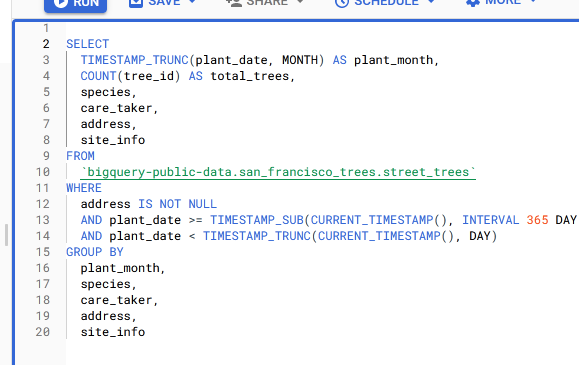 RUN SAVE SHARE SCHEDULE MORE
1
2 SELECT
3 TIMESTAMP_TRUNC(plant_date, MONTH) AS plant_month,
4 COUNT(tree_id) AS total_trees,
5 species,
6 care_taker,
7 address,
8 site_info
9 FROM
10 `bigquery-public-data.san_francisco_trees.street_trees`
11 WHERE
12 address IS NOT NULL
13 AND plant_date >= TIMESTAMP_SUB(CURRENT_TIMESTAMP(), INTERVAL 365 DAY
14 AND plant_date < TIMESTAMP_TRUNC(CURRENT_TIMESTAMP(), DAY)
15 GROUP BY
16 plant_month,
17 species,
18 care_taker,
19 address,
20 site_info